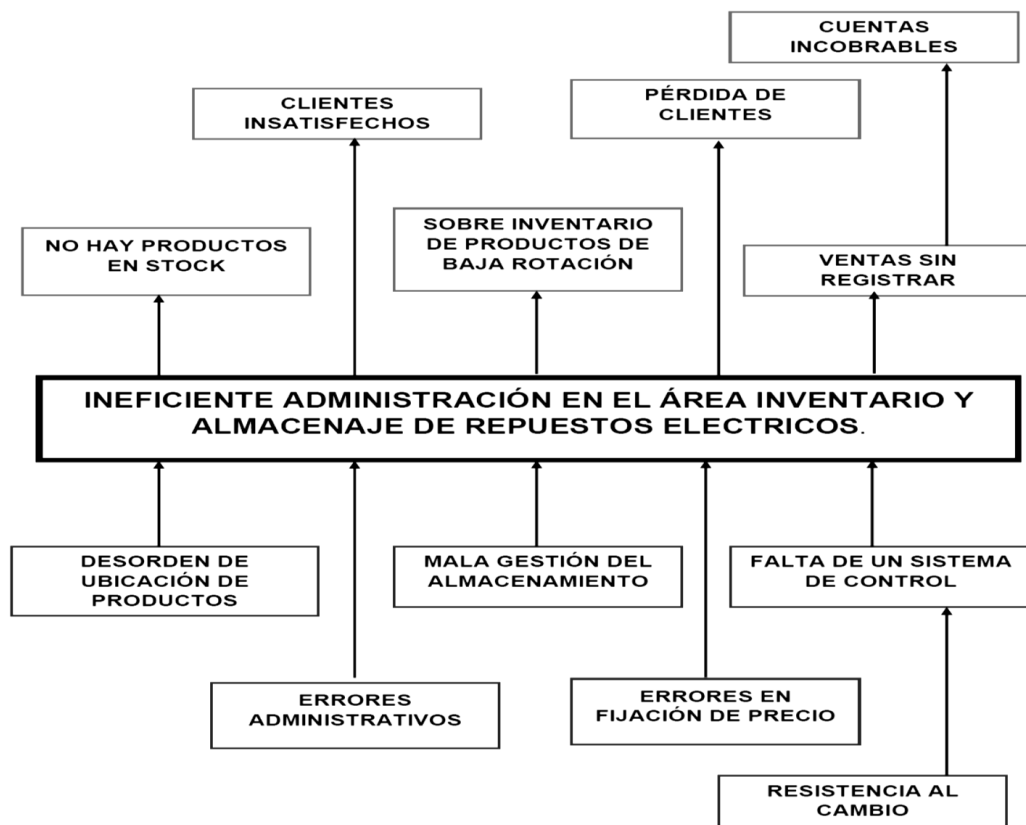 CUENTAS
INCOBRABLES
CLIENTES
INSATISFECHOS
PÉRDIDA DE
CLIENTES
NO HAY PRODUCTOS
EN STOCK
SOBRE INVENTARIO
DE PRODUCTOS DE
BAJA ROTACIÓN
VENTAS SIN
REGISTRAR
INEFICIENTE ADMINISTRACIÓN EN EL ÁREA INVENTARIO Y
ALMACENAJE DE REPUESTOS ELECTRICOS.
DESORDEN DE
UBICACIÓN DE
PRODUCTOS
MALA GESTIÓN DEL
ALMACENAMIENTO
FALTA DE UN SISTEMA
DE CONTROL
ERRORES
ADMINISTRATIVOS
ERRORES EN
FIJACIÓN DE PRECIO
RESISTENCIA AL
CAMBIO